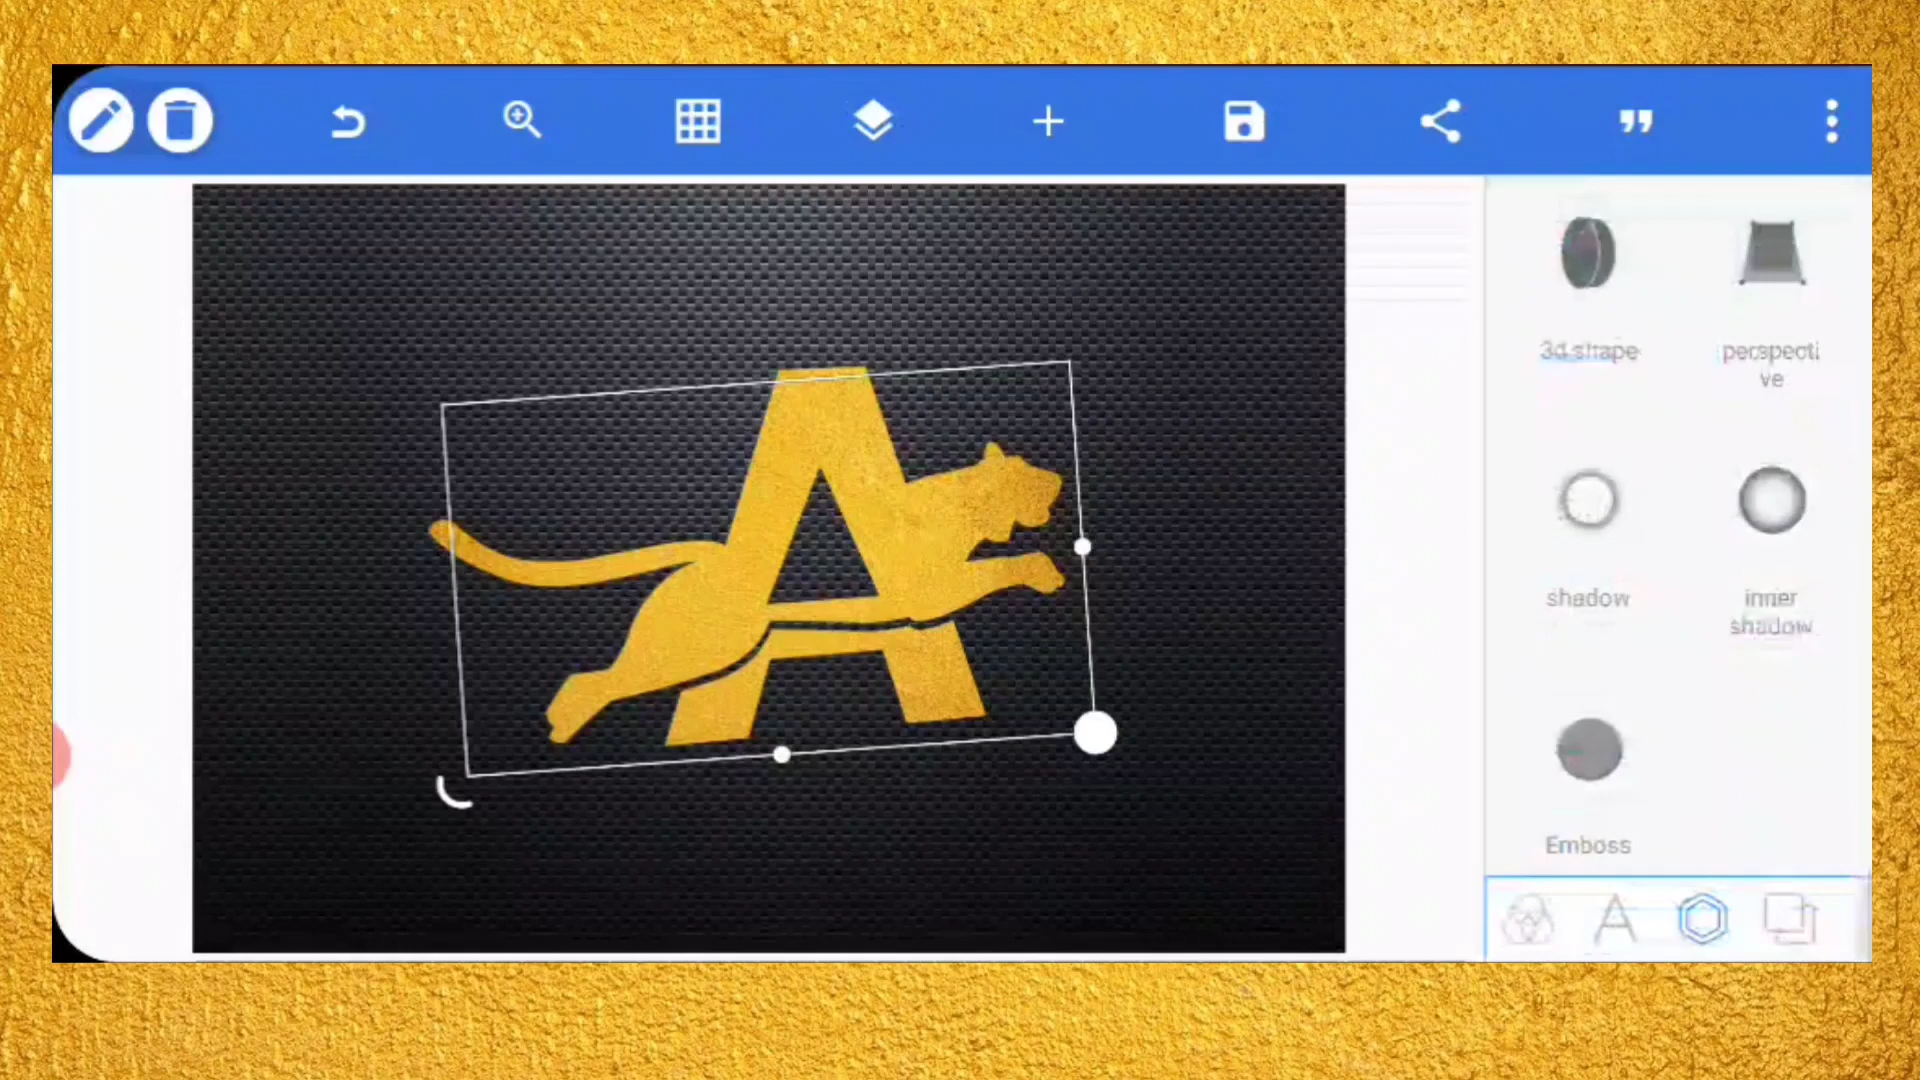 A
3d shape
perspecti
ve
shadow
inner
shadow
Emboss